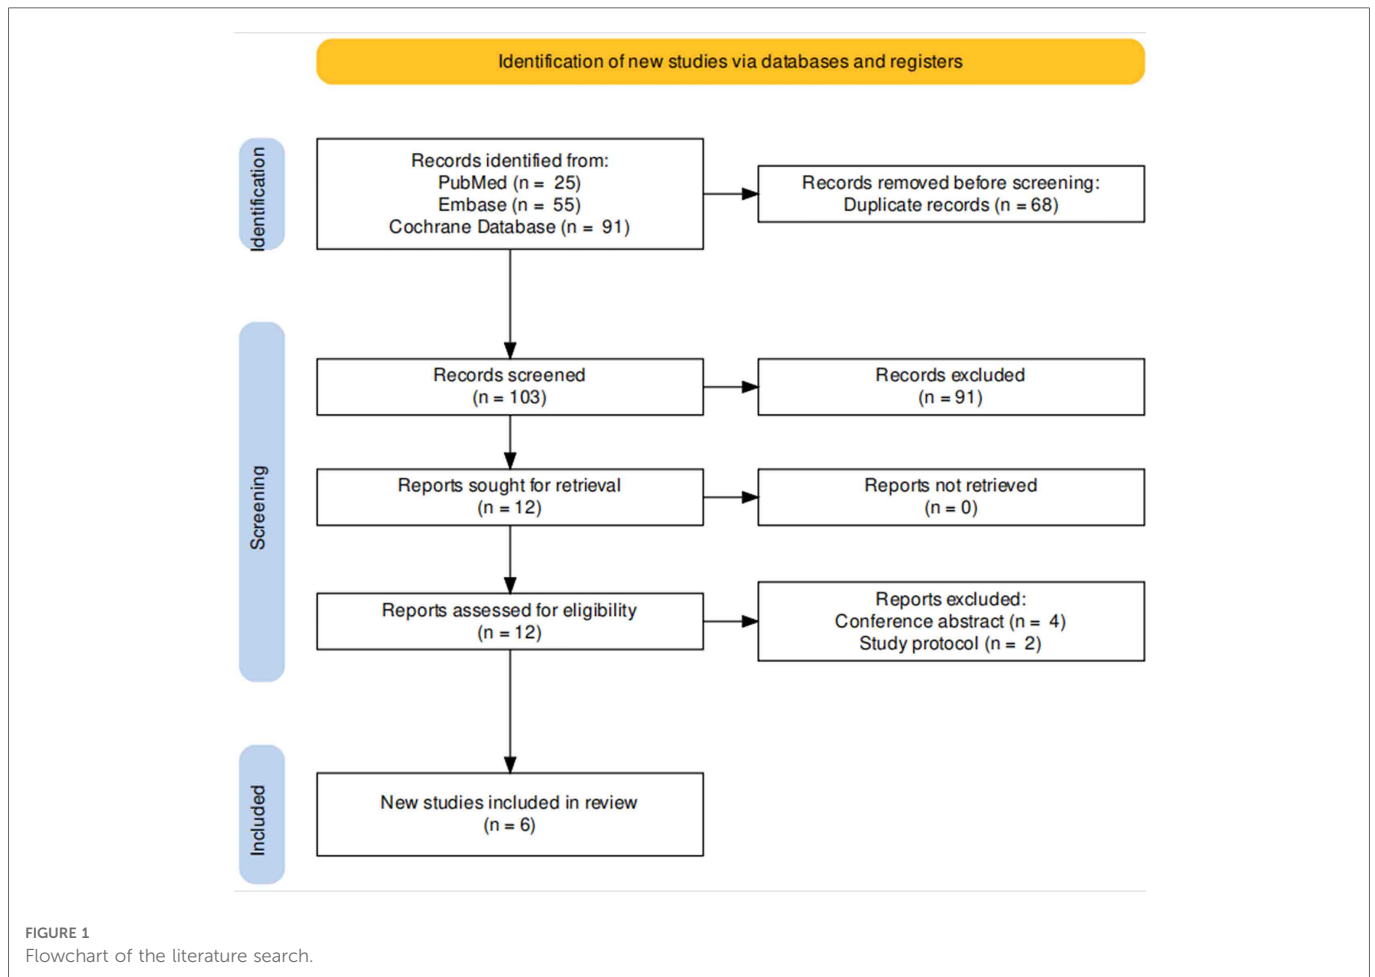 Identification of new studies via databases and registers
Identification
Records identified from:
PubMed (n = 25)
Embase (n = 55)
Cochrane Database (n = 91)
Records removed before screening:
Duplicate records (n = 68)
Screening
Records screened
(n = 103)
Records excluded
(n = 91)
Reports sought for retrieval
(n = 12)
Reports not retrieved
(n = 0)
Reports assessed for eligibility
(n = 12)
Reports excluded:
Conference abstract (n = 4)
Study protocol (n = 2)
Included
New studies included in review
(n = 6)
FIGURE 1
Flowchart of the literature search.